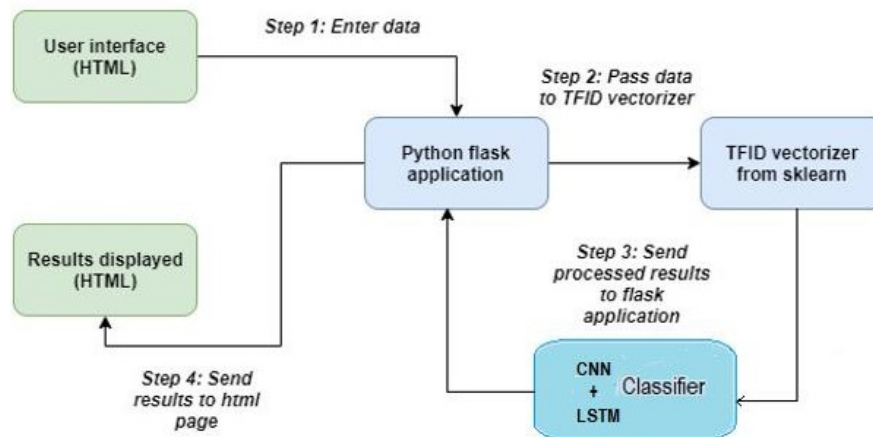 Step 1: Enter data
User interface
(HTML)
Step 2: Pass data
to TFID vectorizer
Python flask
application
TFID vectorizer
from sklearn
Results displayed
(HTML)
Step 3: Send
processed results
to flask
application
Step 4: Send
results to html
page
CNN
+
LSTM
Classifier